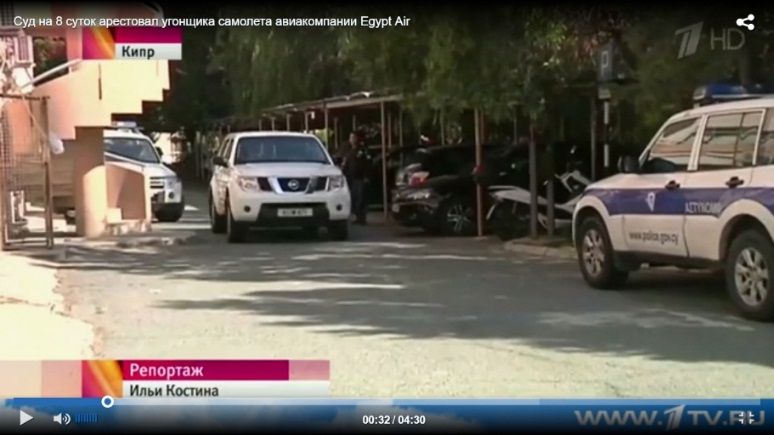 Суд на 8 суток арестовал угонщика самолета авиакомпании Egypt Air
Кипр
1 HD
P
ΑΣΤΥΝΟΜΙ
www.police.gov.cy
Репортаж
Ильи Костина
00:32 / 04:30
WWW.1TV.RU